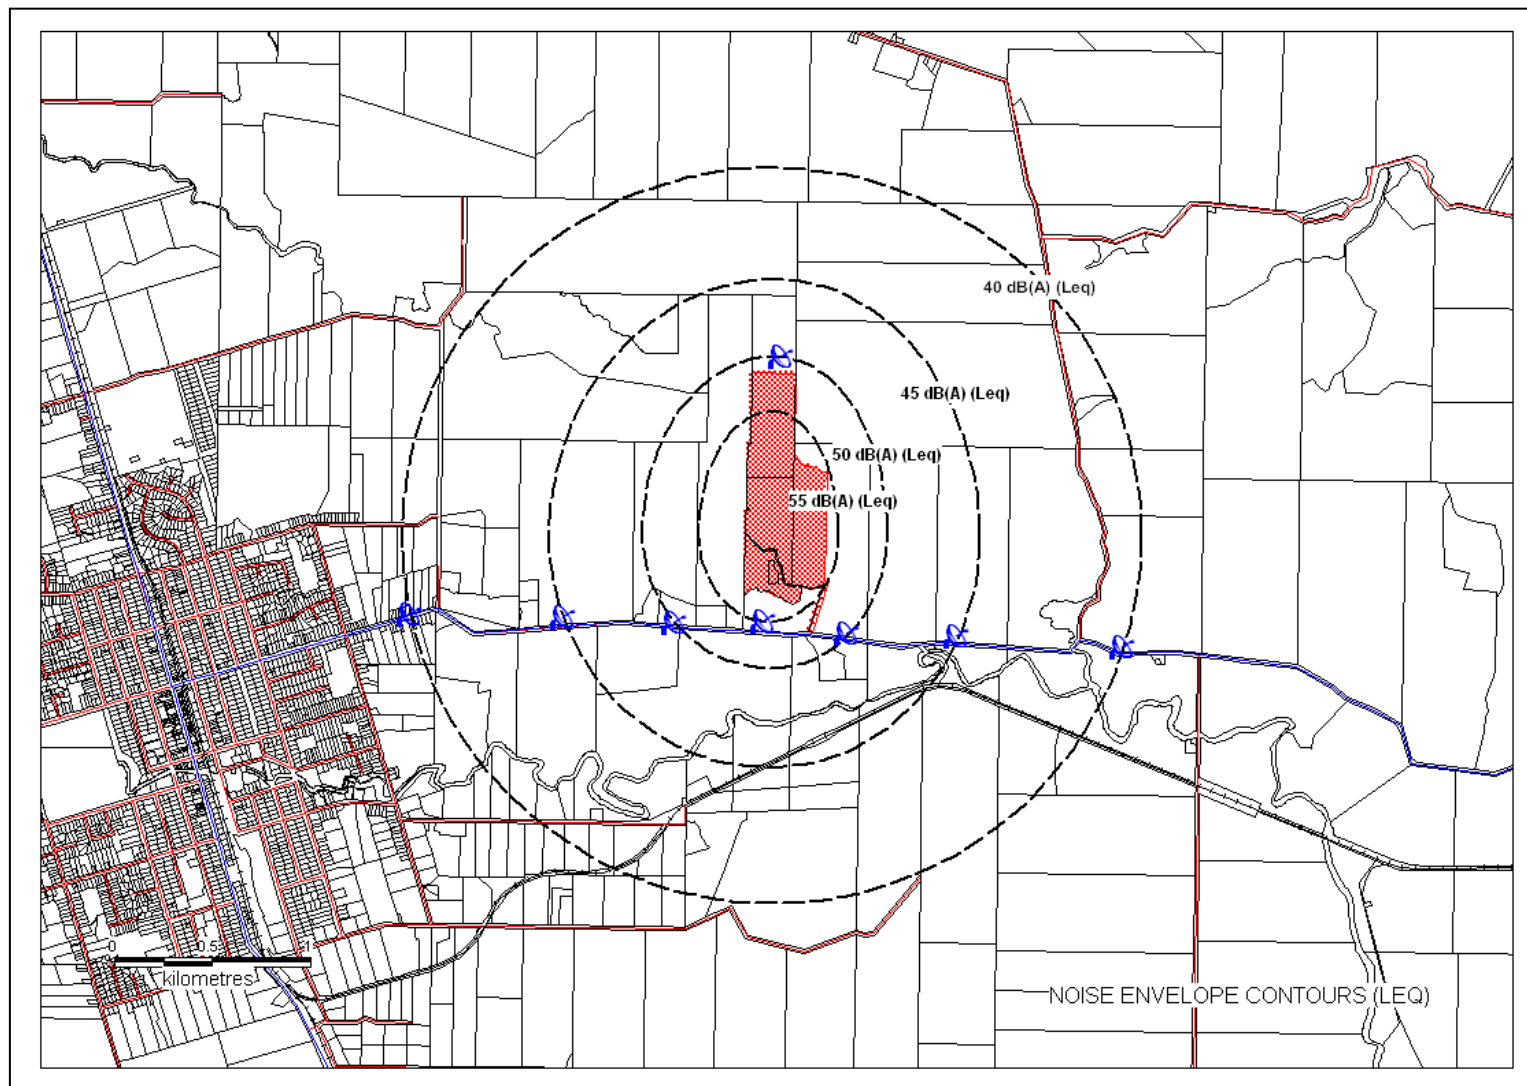 40 dB(A) (Leq)
45 dB(A) (Leq)
50 dB(A) (Leq)
55 dB(A) (Leq)
0 0.5 1
kilometres
NOISE ENVELOPE CONTOURS (LEQ)